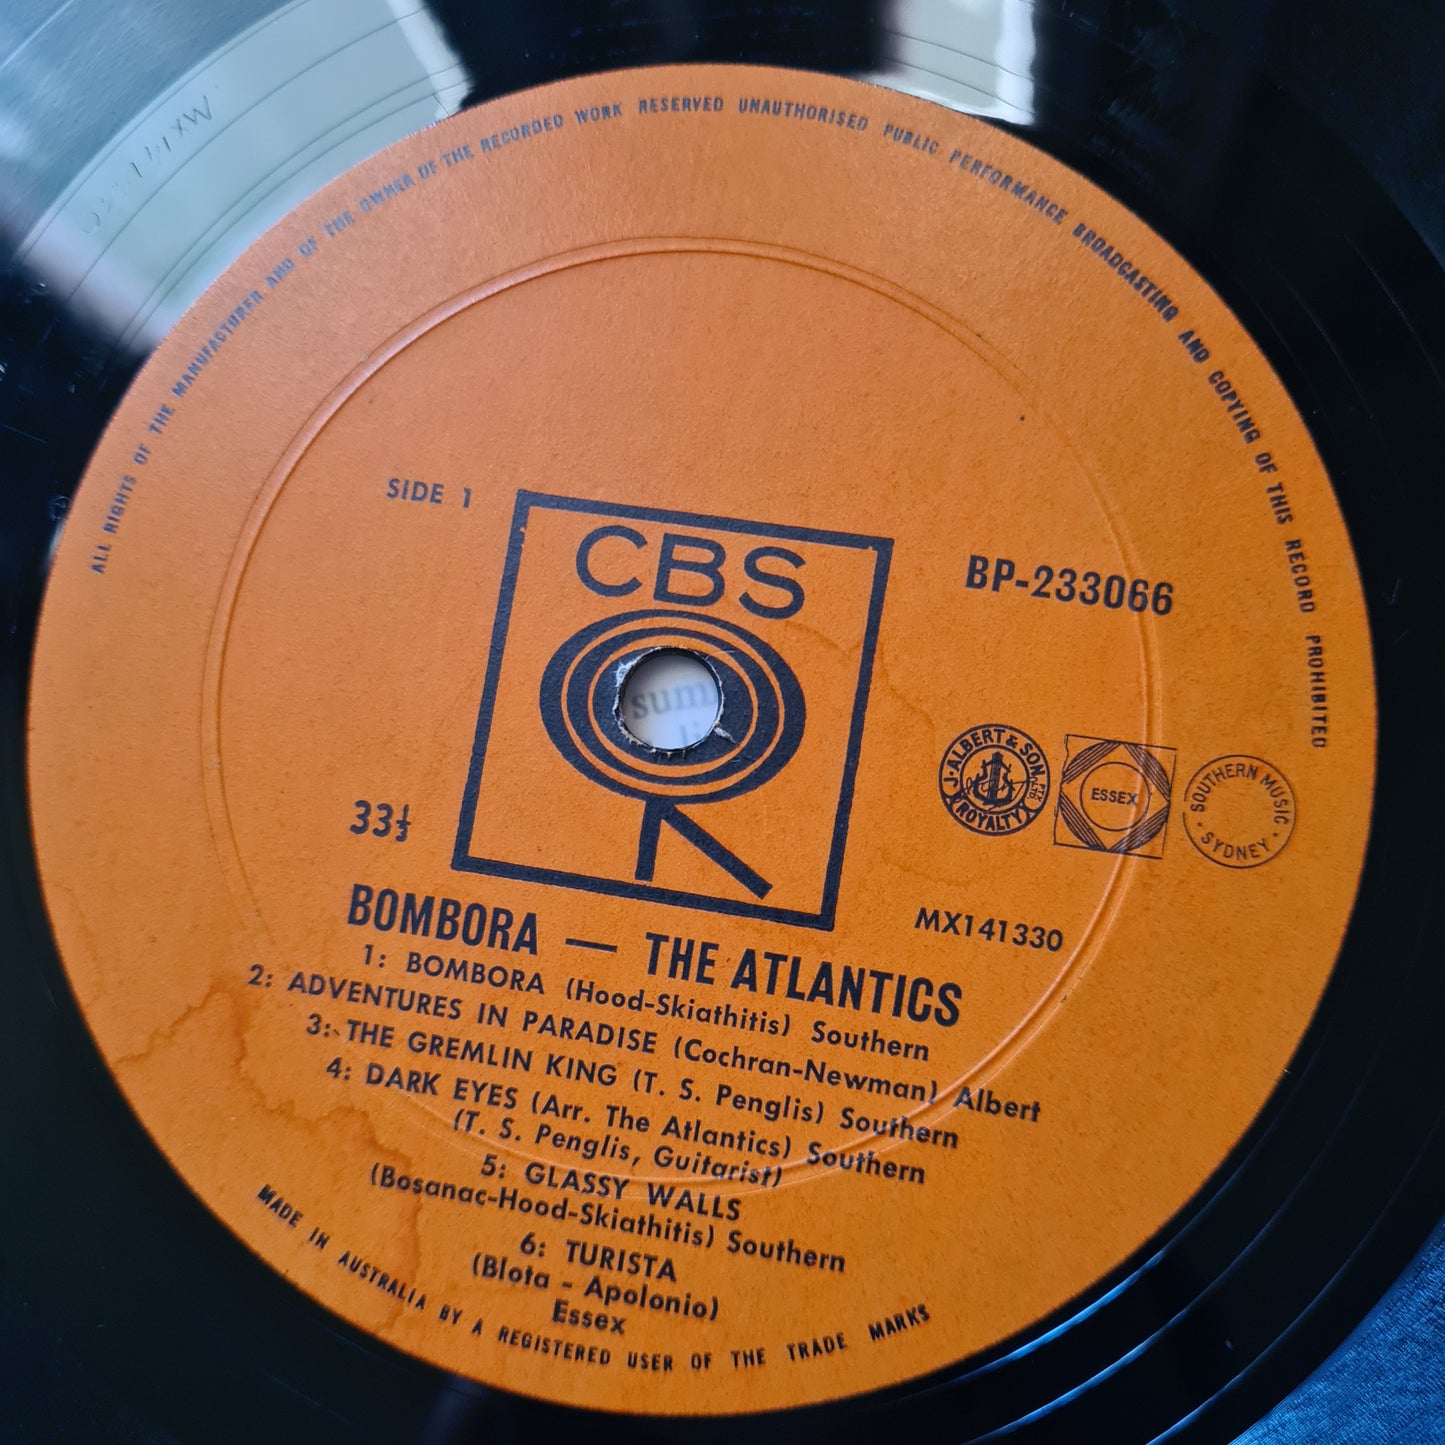 ALL RIGHTS OF THE MANUFACTURER AND OF THE OWNER OF THE RECORDED WORK RESERVED UNAUTHORISED PUBLIC PERFORMANCE BROADCASTING AND COPYING OF THIS RECORD PROHIBITED
SIDE 1
CBS
BP-233066
sum
J. ALBERT & SON PTY LTD
ROYALTY
ESSEX
SOUTHERN MUSIC
· SYDNEY ·
33⅓
MX141330
BOMBORA — THE ATLANTICS
1: BOMBORA (Hood-Skiathitis) Southern
2: ADVENTURES IN PARADISE (Cochran-Newman) Albert
3: THE GREMLIN KING (T. S. Penglis) Southern
4: DARK EYES (Arr. The Atlantics) Southern
(T. S. Penglis, Guitarist)
5: GLASSY WALLS
(Bosanac-Hood-Skiathitis) Southern
6: TURISTA
(Blota - Apolonio)
Essex
MADE IN AUSTRALIA BY A REGISTERED USER OF THE TRADE MARKS